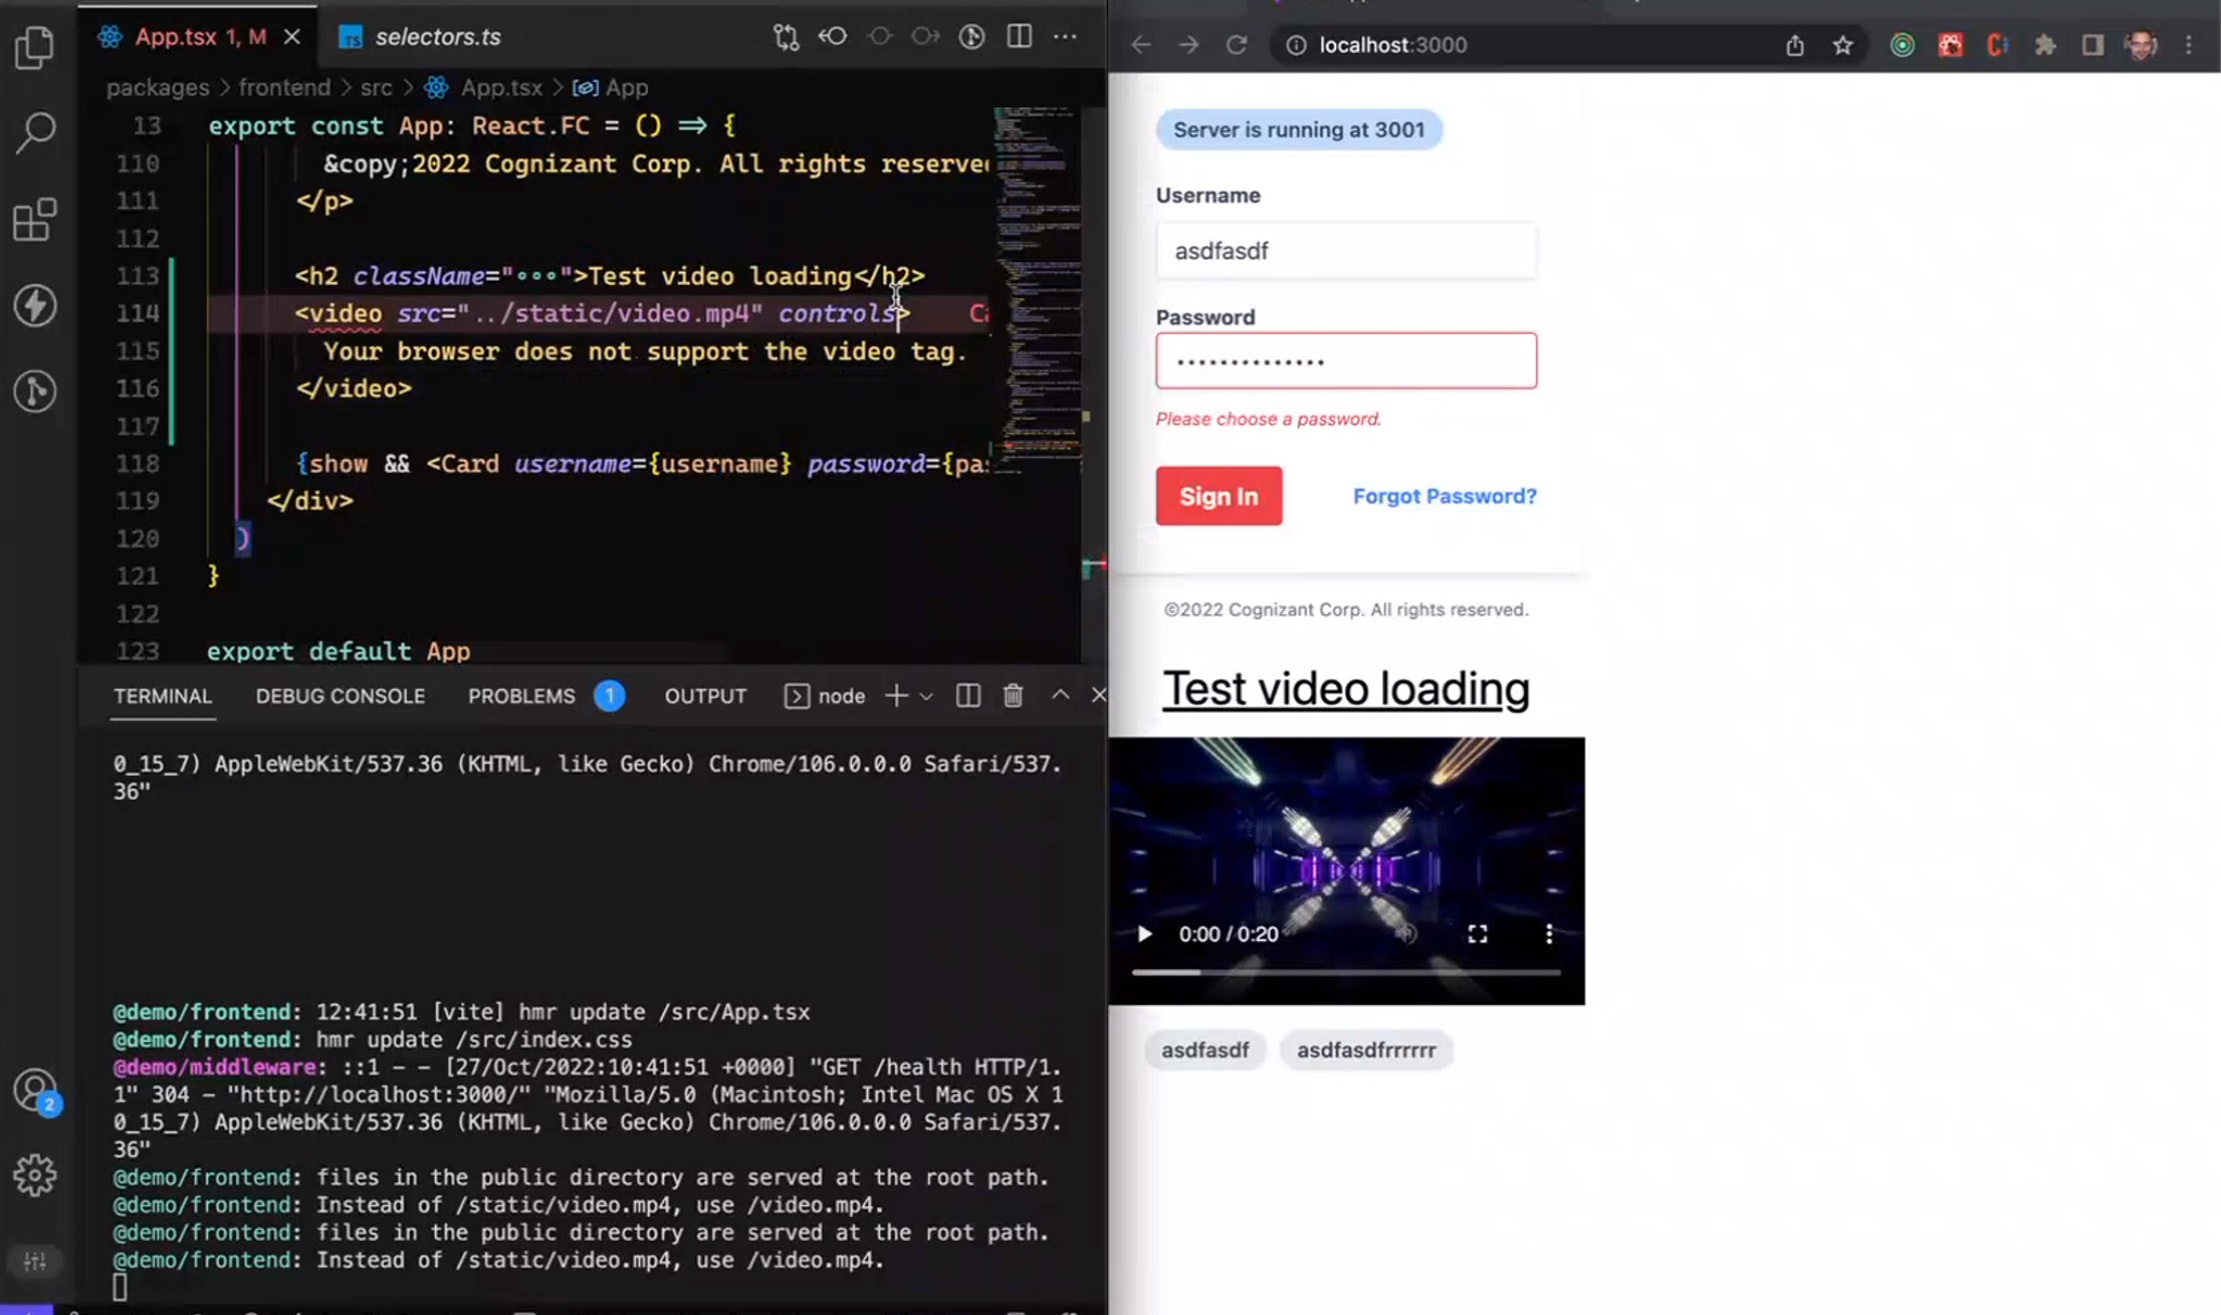 App.tsx 1, M
selectors.ts
packages > frontend > src > App.tsx > App
13 export const App: React.FC = () => {
110 &copy;2022 Cognizant Corp. All rights reserve
111 </p>
112
113 <h2 className="∘∘∘">Test video loading</h2>
114 <video src="../static/video.mp4" controls>
115 Your browser does not support the video tag.
116 </video>
117
118 {show && <Card username={username} password={pa
119 </div>
120 )
121 }
122
123 export default App
TERMINAL DEBUG CONSOLE PROBLEMS 1 OUTPUT node
0_15_7) AppleWebKit/537.36 (KHTML, like Gecko) Chrome/106.0.0.0 Safari/537.
36"
@demo/frontend: 12:41:51 [vite] hmr update /src/App.tsx
@demo/frontend: hmr update /src/index.css
@demo/middleware: ::1 - - [27/Oct/2022:10:41:51 +0000] "GET /health HTTP/1.
1" 304 - "http://localhost:3000/" "Mozilla/5.0 (Macintosh; Intel Mac OS X 1
0_15_7) AppleWebKit/537.36 (KHTML, like Gecko) Chrome/106.0.0.0 Safari/537.
36"
@demo/frontend: files in the public directory are served at the root path.
@demo/frontend: Instead of /static/video.mp4, use /video.mp4.
@demo/frontend: files in the public directory are served at the root path.
@demo/frontend: Instead of /static/video.mp4, use /video.mp4.
2
localhost:3000
Server is running at 3001
Username
asdfasdf
Password
••••••••••••••
Please choose a password.
Sign In
Forgot Password?
©2022 Cognizant Corp. All rights reserved.
Test video loading
0:00 / 0:20
asdfasdf
asdfasdfrrrrrr